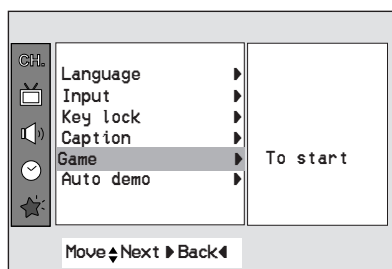 CH.
Language
Input
Key lock
Caption
Game
Auto demo
To start
Move Next Back